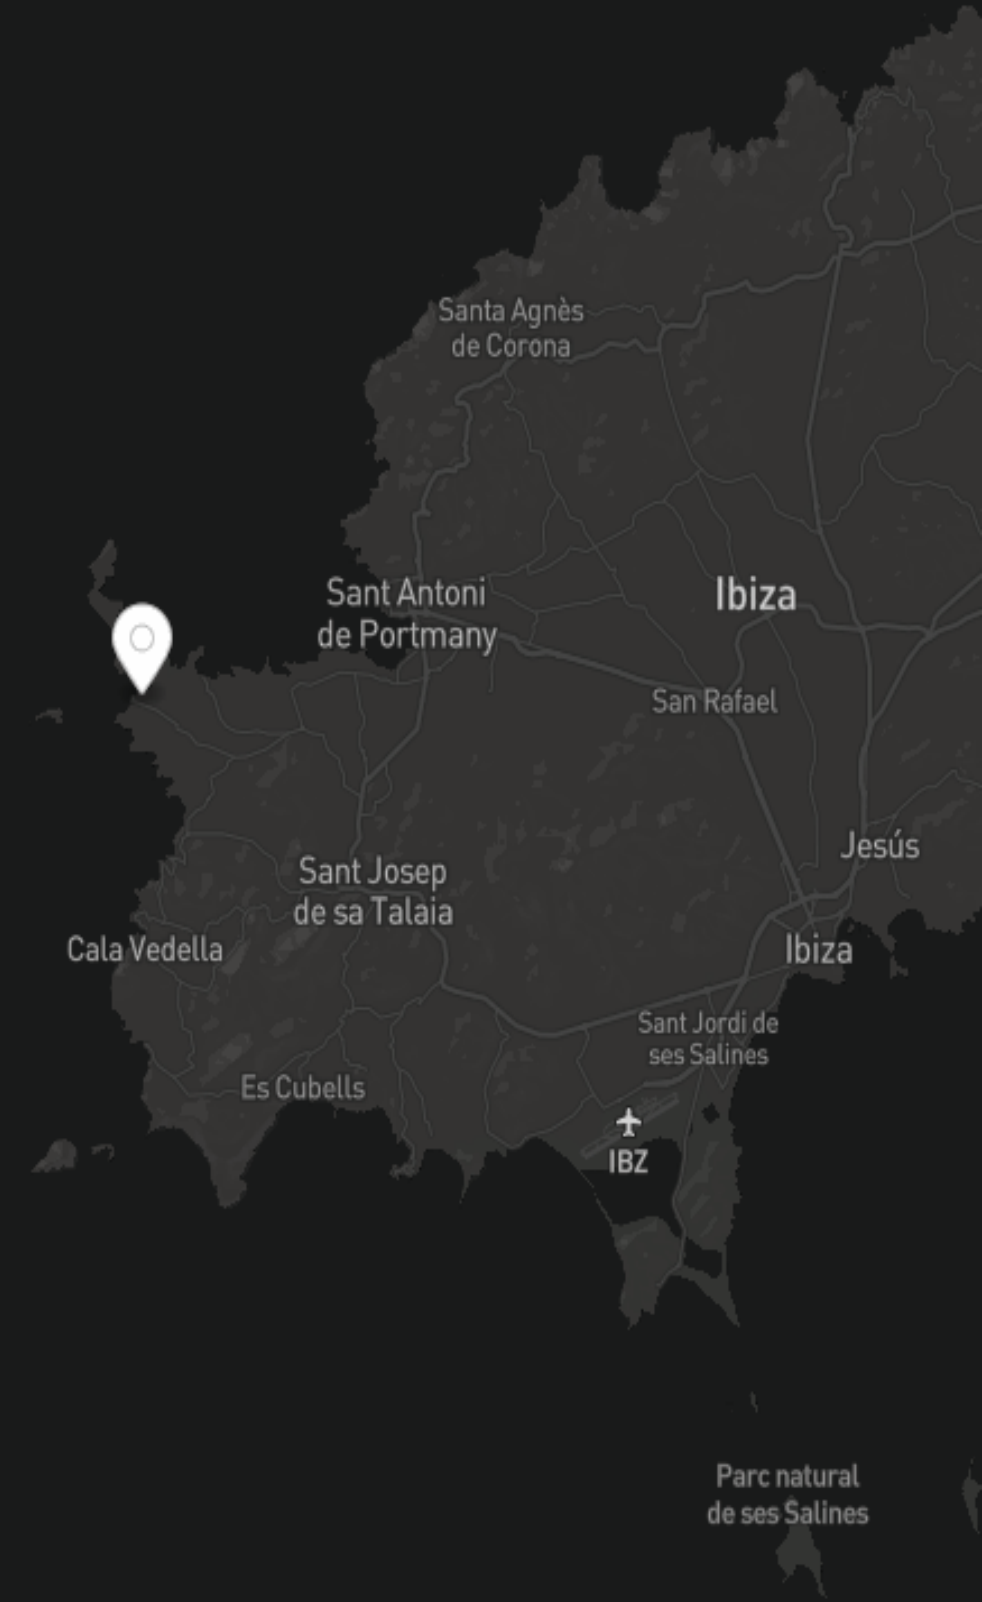 Santa Agnès
de Corona
Sant Antoni
de Portmany
Ibiza
San Rafael
Jesús
Sant Josep
de sa Talaia
Cala Vedella
Ibiza
Sant Jordi de
ses Salines
Es Cubells
IBZ
Parc natural
de ses Salines